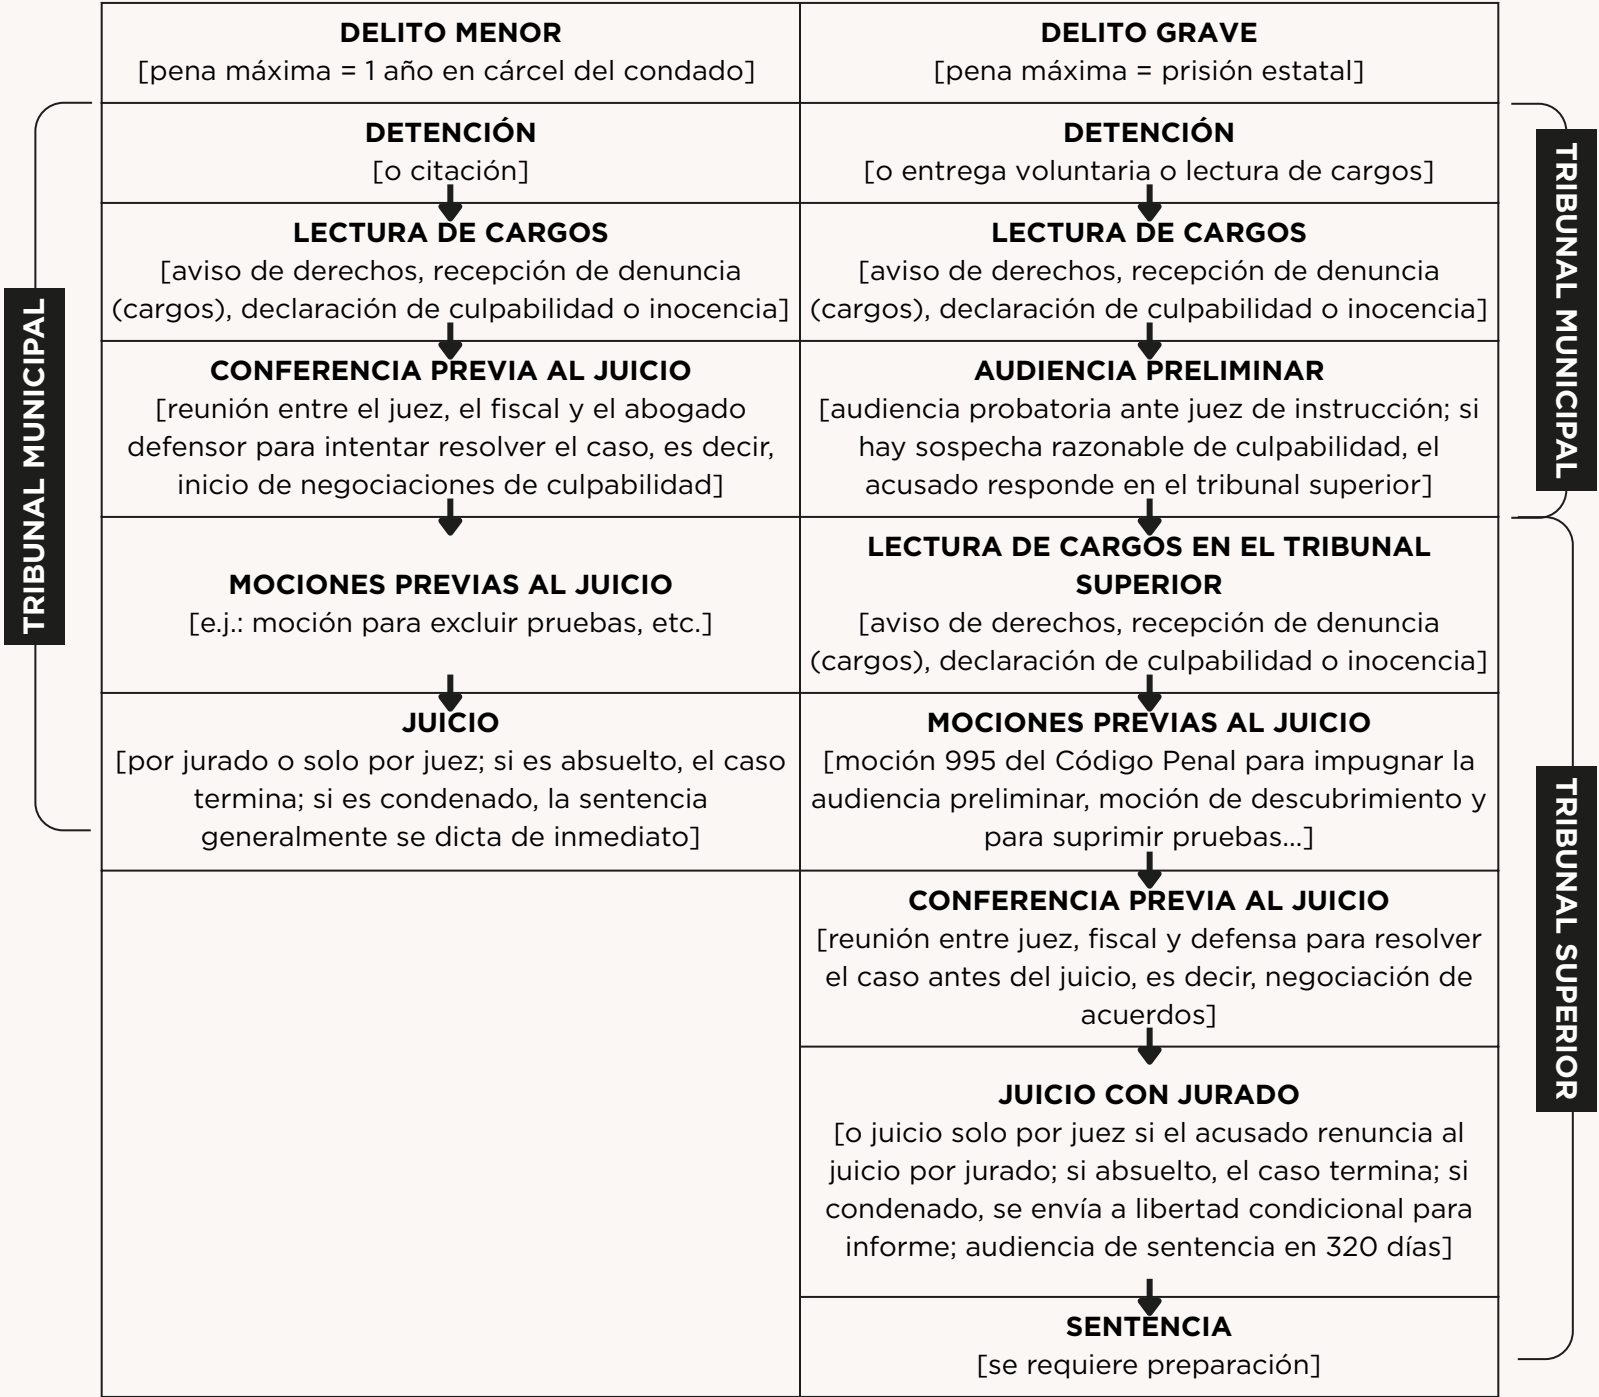 DELITO MENOR
[pena máxima = 1 año en cárcel del condado]
DETENCIÓN
[o citación]
LECTURA DE CARGOS
[aviso de derechos, recepción de denuncia
(cargos), declaración de culpabilidad o inocencia]
CONFERENCIA PREVIA AL JUICIO
[reunión entre el juez, el fiscal y el abogado
defensor para intentar resolver el caso, es decir,
inicio de negociaciones de culpabilidad]
MOCIONES PREVIAS AL JUICIO
[e.j.: moción para excluir pruebas, etc.]
JUICIO
[por jurado o solo por juez; si es absuelto, el caso
termina; si es condenado, la sentencia
generalmente se dicta de inmediato]
TRIBUNAL MUNICIPAL
DELITO GRAVE
[pena máxima = prisión estatal]
DETENCIÓN
[o entrega voluntaria o lectura de cargos]
LECTURA DE CARGOS
[aviso de derechos, recepción de denuncia
(cargos), declaración de culpabilidad o inocencia]
AUDIENCIA PRELIMINAR
[audiencia probatoria ante juez de instrucción; si
hay sospecha razonable de culpabilidad, el
acusado responde en el tribunal superior]
LECTURA DE CARGOS EN EL TRIBUNAL
SUPERIOR
[aviso de derechos, recepción de denuncia
(cargos), declaración de culpabilidad o inocencia]
MOCIONES PREVIAS AL JUICIO
[moción 995 del Código Penal para impugnar la
audiencia preliminar, moción de descubrimiento y
para suprimir pruebas...]
CONFERENCIA PREVIA AL JUICIO
[reunión entre juez, fiscal y defensa para resolver
el caso antes del juicio, es decir, negociación de
acuerdos]
JUICIO CON JURADO
[o juicio solo por juez si el acusado renuncia al
juicio por jurado; si absuelto, el caso termina; si
condenado, se envía a libertad condicional para
informe; audiencia de sentencia en 320 días]
SENTENCIA
[se requiere preparación]
TRIBUNAL MUNICIPAL
TRIBUNAL SUPERIOR